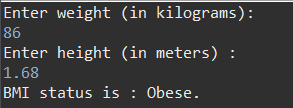 Enter weight (in kilograms):
86
Enter height (in meters) :
1.68
BMI status is : Obese.